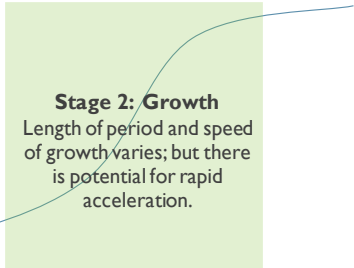 Stage 2: Growth
Length of period and speed
of growth varies; but there
is potential for rapid
acceleration.